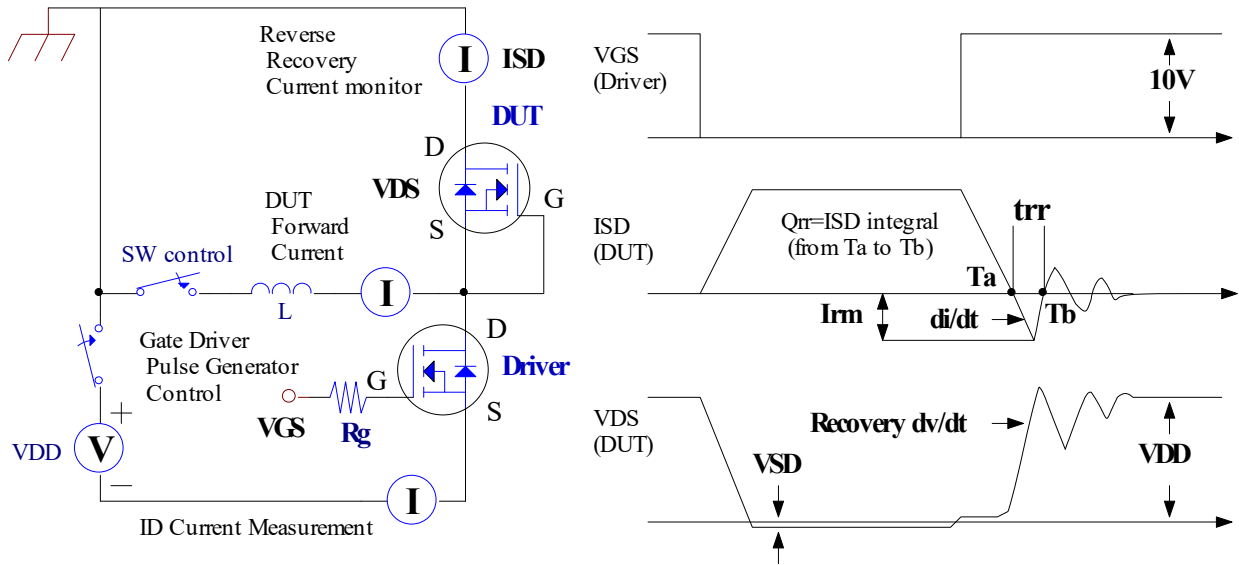 Reverse
Recovery
Current monitor
I
ISD
DUT
D
VDS
G
S
DUT
Forward
Current
SW control
L
I
Gate Driver
Pulse Generator
Control
D
Driver
G
S
VGS
Rg
+
VDD
V
−
I
ID Current Measurement
VGS
(Driver)
10V
ISD
(DUT)
Qrr=ISD integral
(from Ta to Tb)
trr
Ta
Irm
di/dt
Tb
VDS
(DUT)
Recovery dv/dt
VSD
VDD